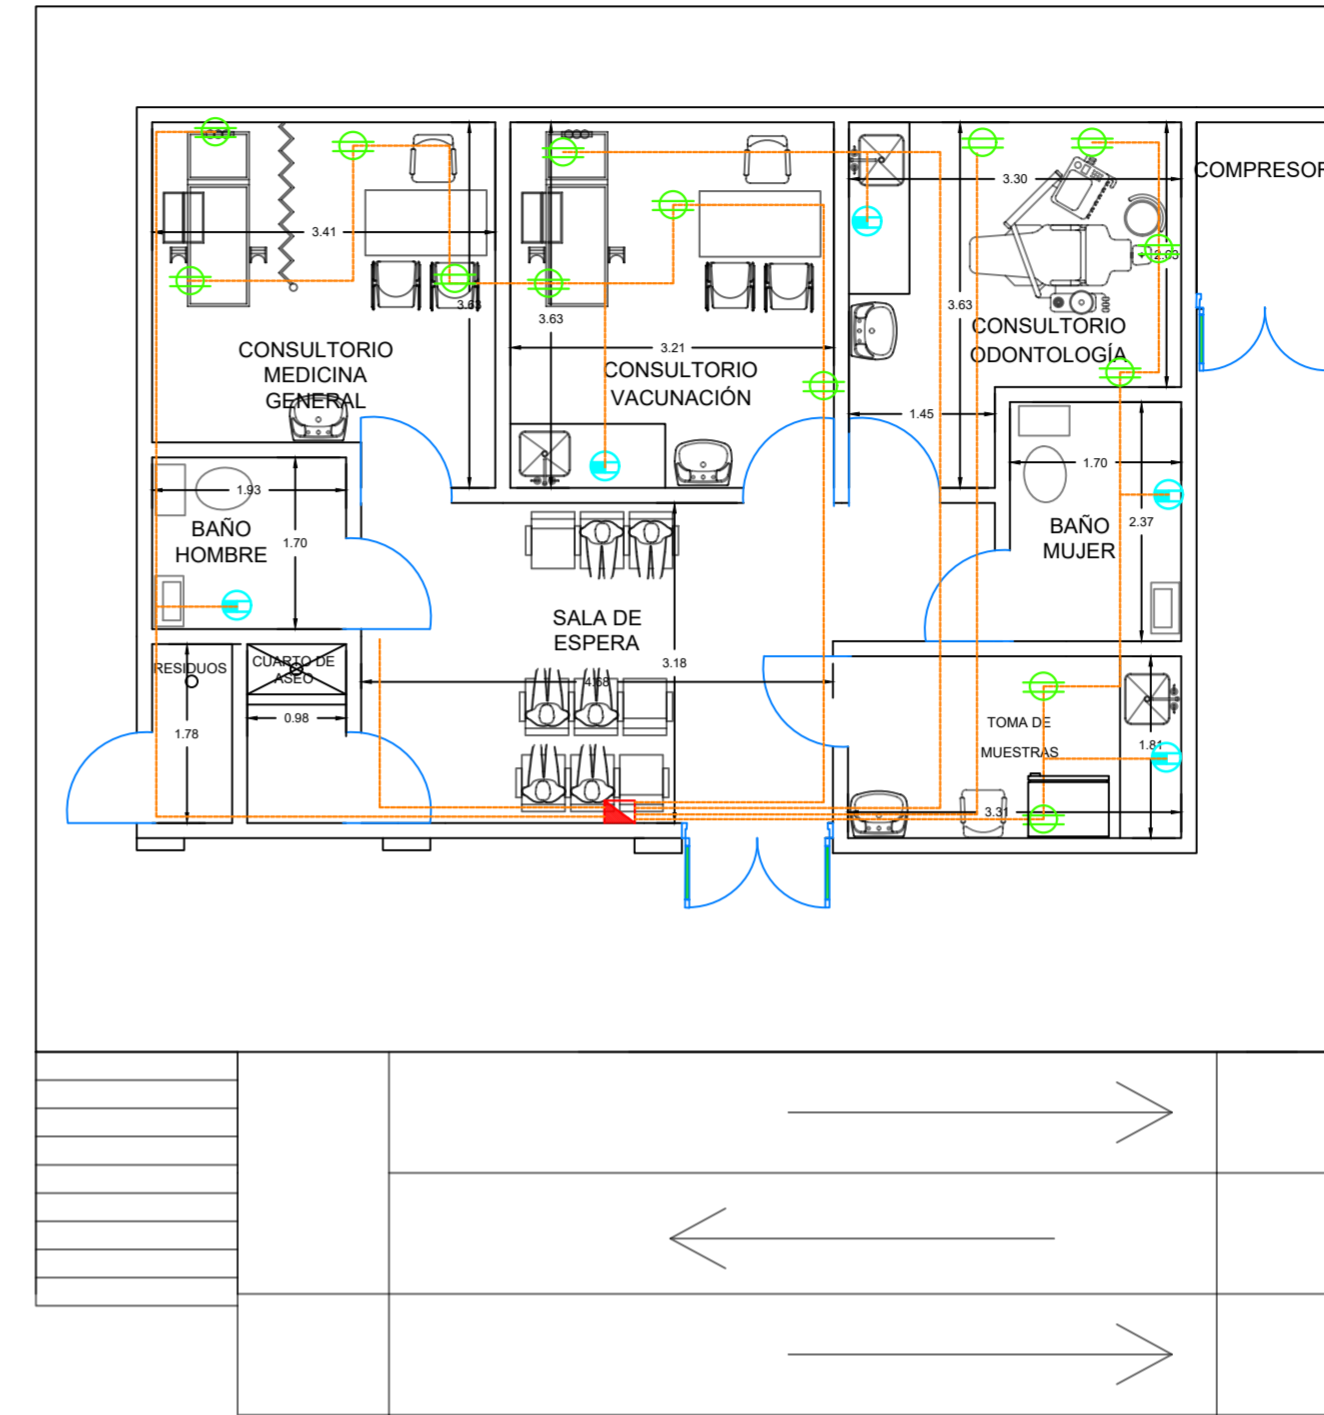 COMPRESOR
3.30
3.41
3.63
3.63
3.63
CONSULTORIO
ODONTOLOGÍA
CONSULTORIO
MEDICINA
GENERAL
3.21
CONSULTORIO
VACUNACIÓN
1.45
1.70
1.93
BAÑO
HOMBRE
1.70
BAÑO
MUJER
2.37
SALA DE
ESPERA
3.18
RESIDUOS
CUARTO DE
ASEO
4.68
0.98
1.78
TOMA DE
MUESTRAS
1.81
3.31